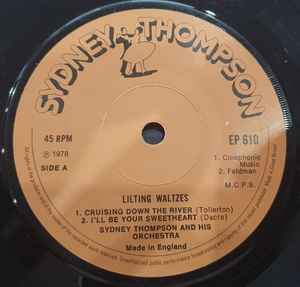 SYDNEY THOMPSON
45 RPM
℗ 1978
SIDE A
EP 610
1. Cinephonic Music
2. Feldman
M.C.P.S.
LILTING WALTZES
1. CRUISING DOWN THE RIVER (Tollerton)
2. I'LL BE YOUR SWEETHEART (Dacre)
SYDNEY THOMPSON AND HIS
ORCHESTRA
Made in England